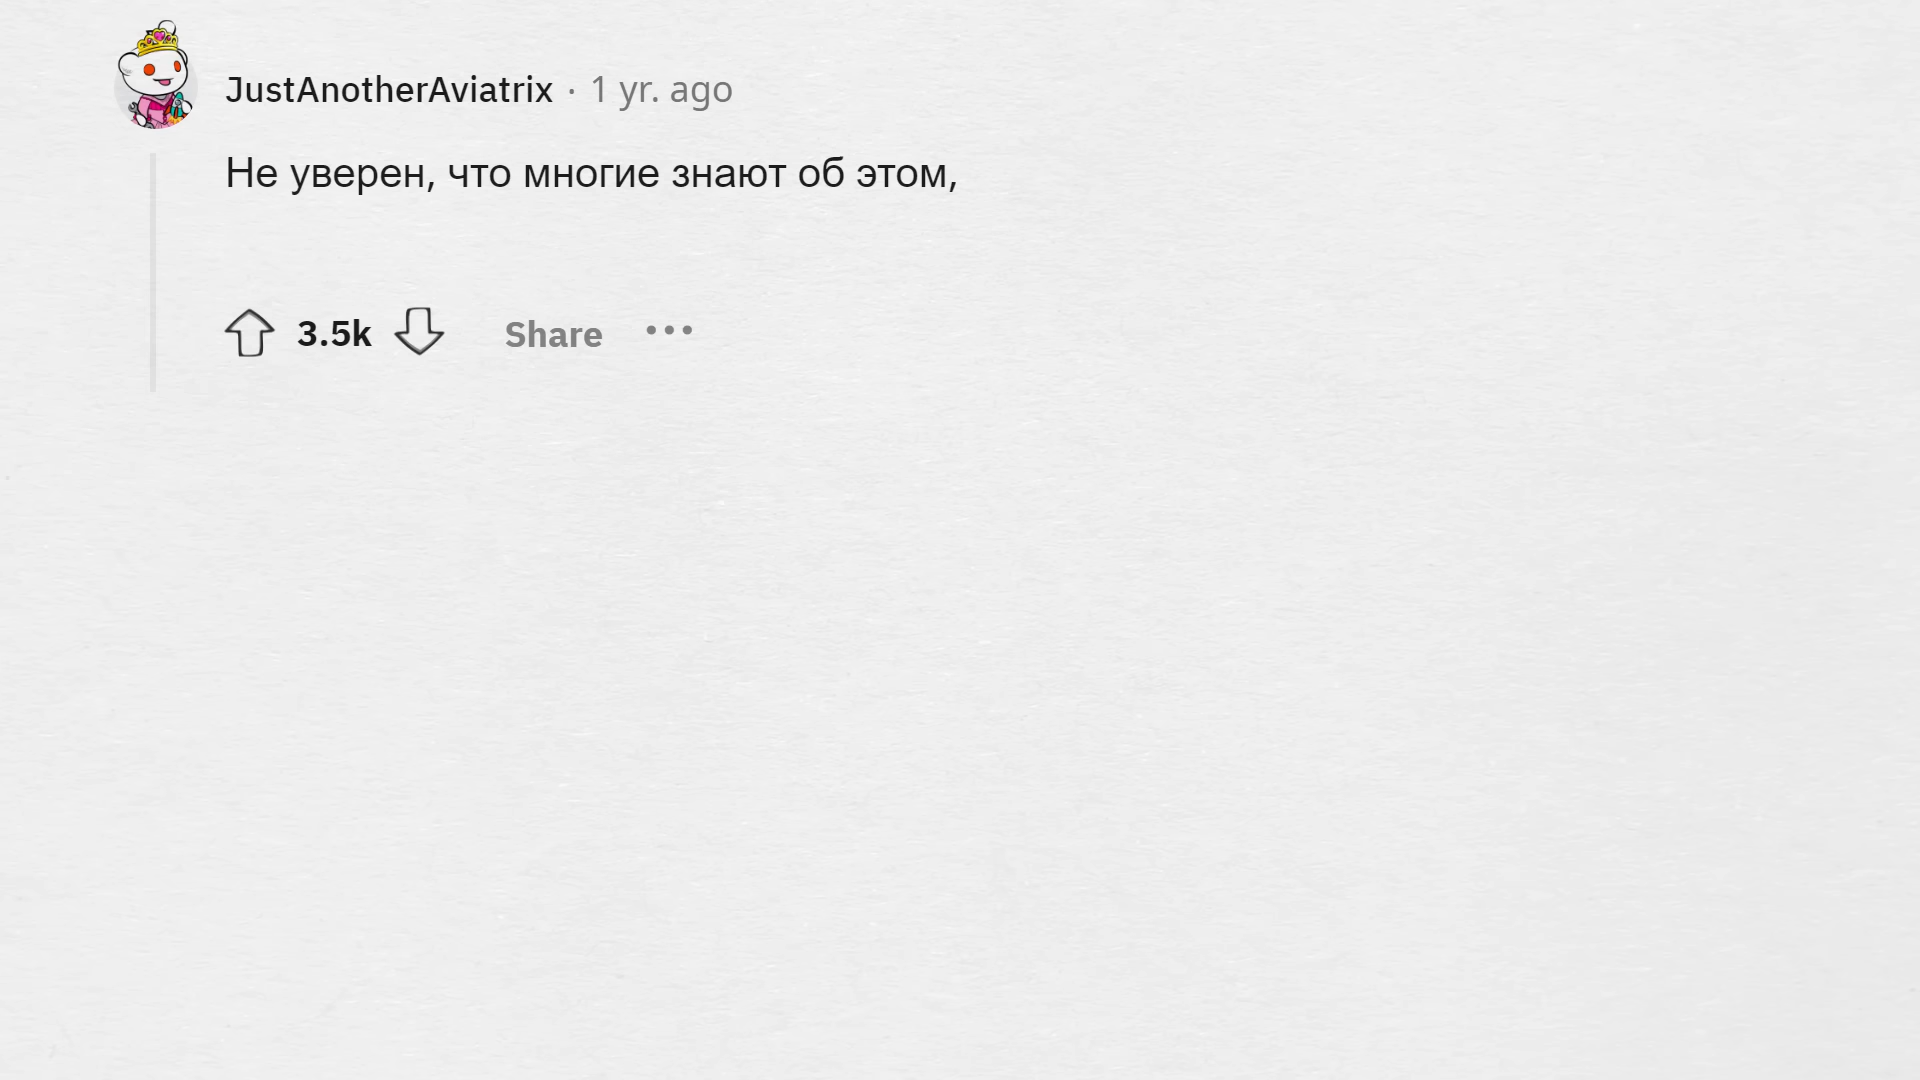 JustAnotherAviatrix · 1 yr. ago
Не уверен, что многие знают об этом,
3.5k Share •••